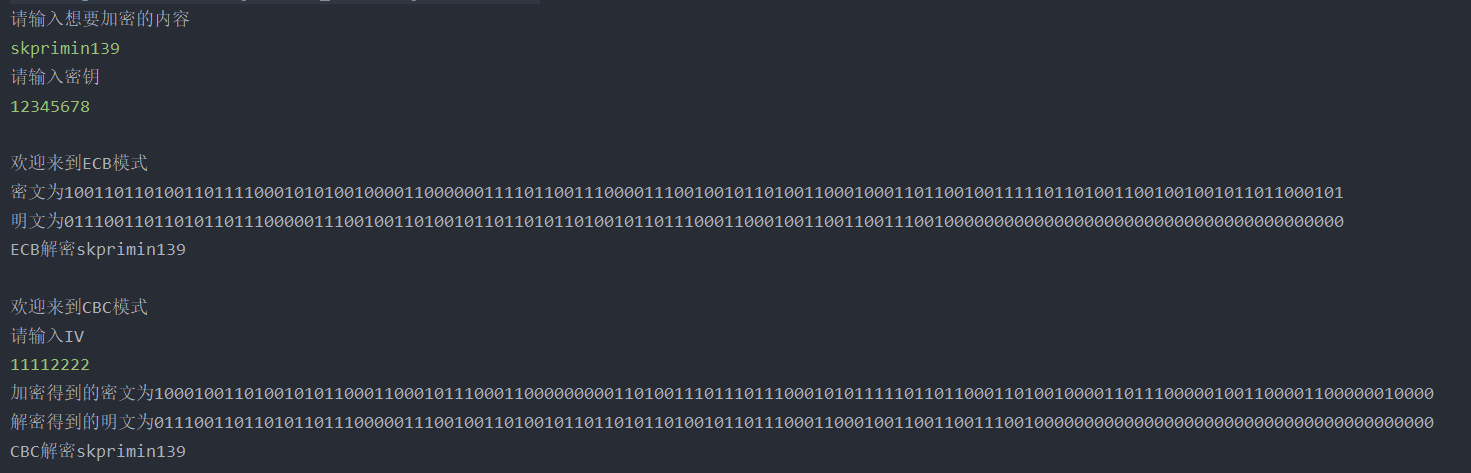 请输入想要加密的内容
skprimin139
请输入密钥
12345678
欢迎来到ECB模式
密文为10011011010011011110001010100100001100000011110110011100001110010010110100110001000110110010011111011010011001001001011011000101
明文为01110011011010110111000001110010011010010110110101101001011011100011000100110011001110010000000000000000000000000000000000000000
ECB解密skprimin139
欢迎来到CBC模式
请输入IV
11112222
加密得到的密文为10001001101001010110001100010111000110000000001101001110111011100010101111101101100011010010000110111000001001100001100000010000
解密得到的明文为01110011011010110111000001110010011010010110110101101001011011100011000100110011001110010000000000000000000000000000000000000000
CBC解密skprimin139